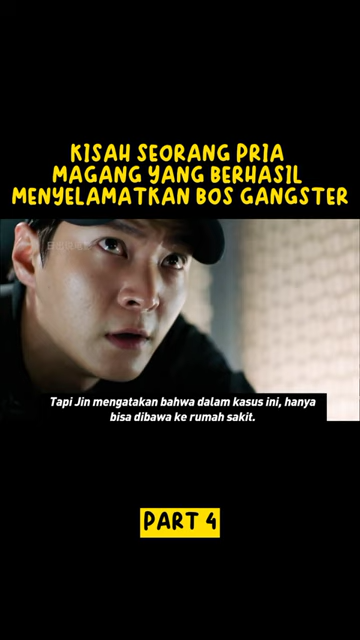 KISAH SEORANG PRIA
MAGANG YANG BERHASIL
MENYELAMATKAN BOS GANGSTER
Tapi Jin mengatakan bahwa dalam kasus ini, hanya
bisa dibawa ke rumah sakit.
PART 4